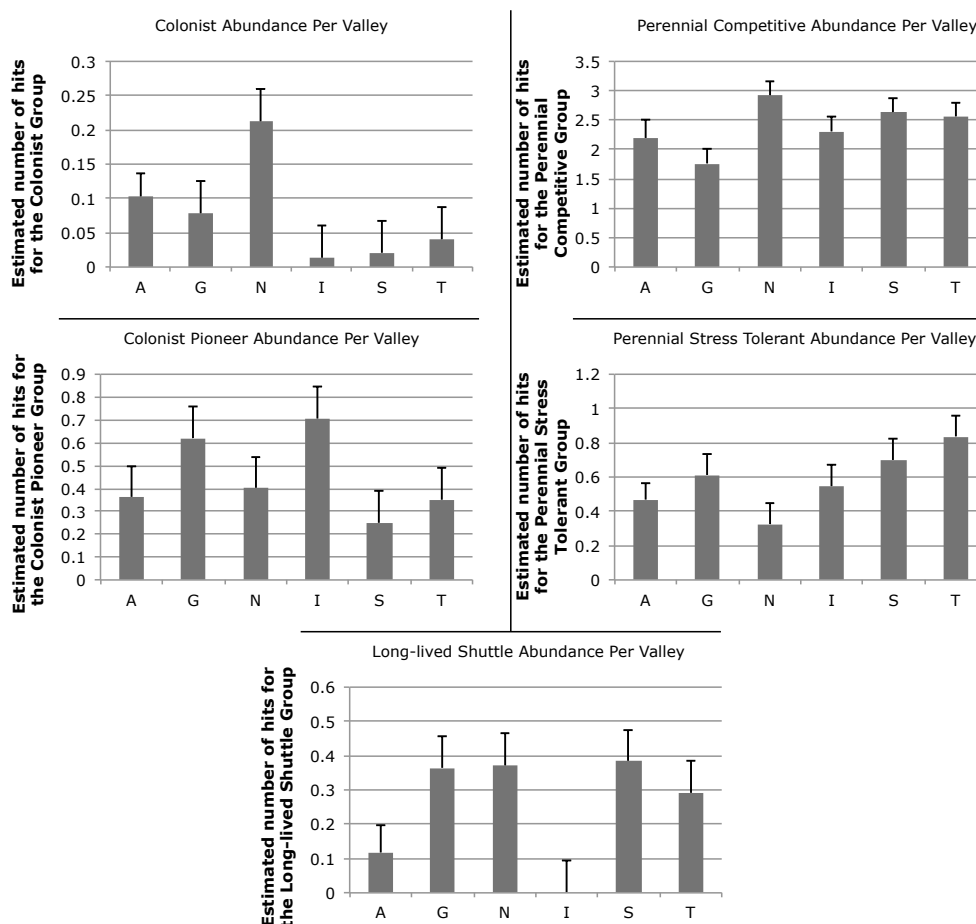 Colonist Abundance Per Valley
Estimated number of hits
for the Colonist Group
0.3
0.25
0.2
0.15
0.1
0.05
0
A G N I S T
Perennial Competitive Abundance Per Valley
Estimated number of hits
for the Perennial
Competitive Group
3.5
3
2.5
2
1.5
1
0.5
0
A G N I S T
Colonist Pioneer Abundance Per Valley
Estimated number of hits for
the Colonist Pioneer Group
0.9
0.8
0.7
0.6
0.5
0.4
0.3
0.2
0.1
0
A G N I S T
Perennial Stress Tolerant Abundance Per Valley
Estimated number of hits
for the Perennial Stress
Tolerant Group
1.2
1
0.8
0.6
0.4
0.2
0
A G N I S T
Long-lived Shuttle Abundance Per Valley
Estimated number of hits for
the Long-lived Shuttle Group
0.6
0.5
0.4
0.3
0.2
0.1
0
A G N I S T